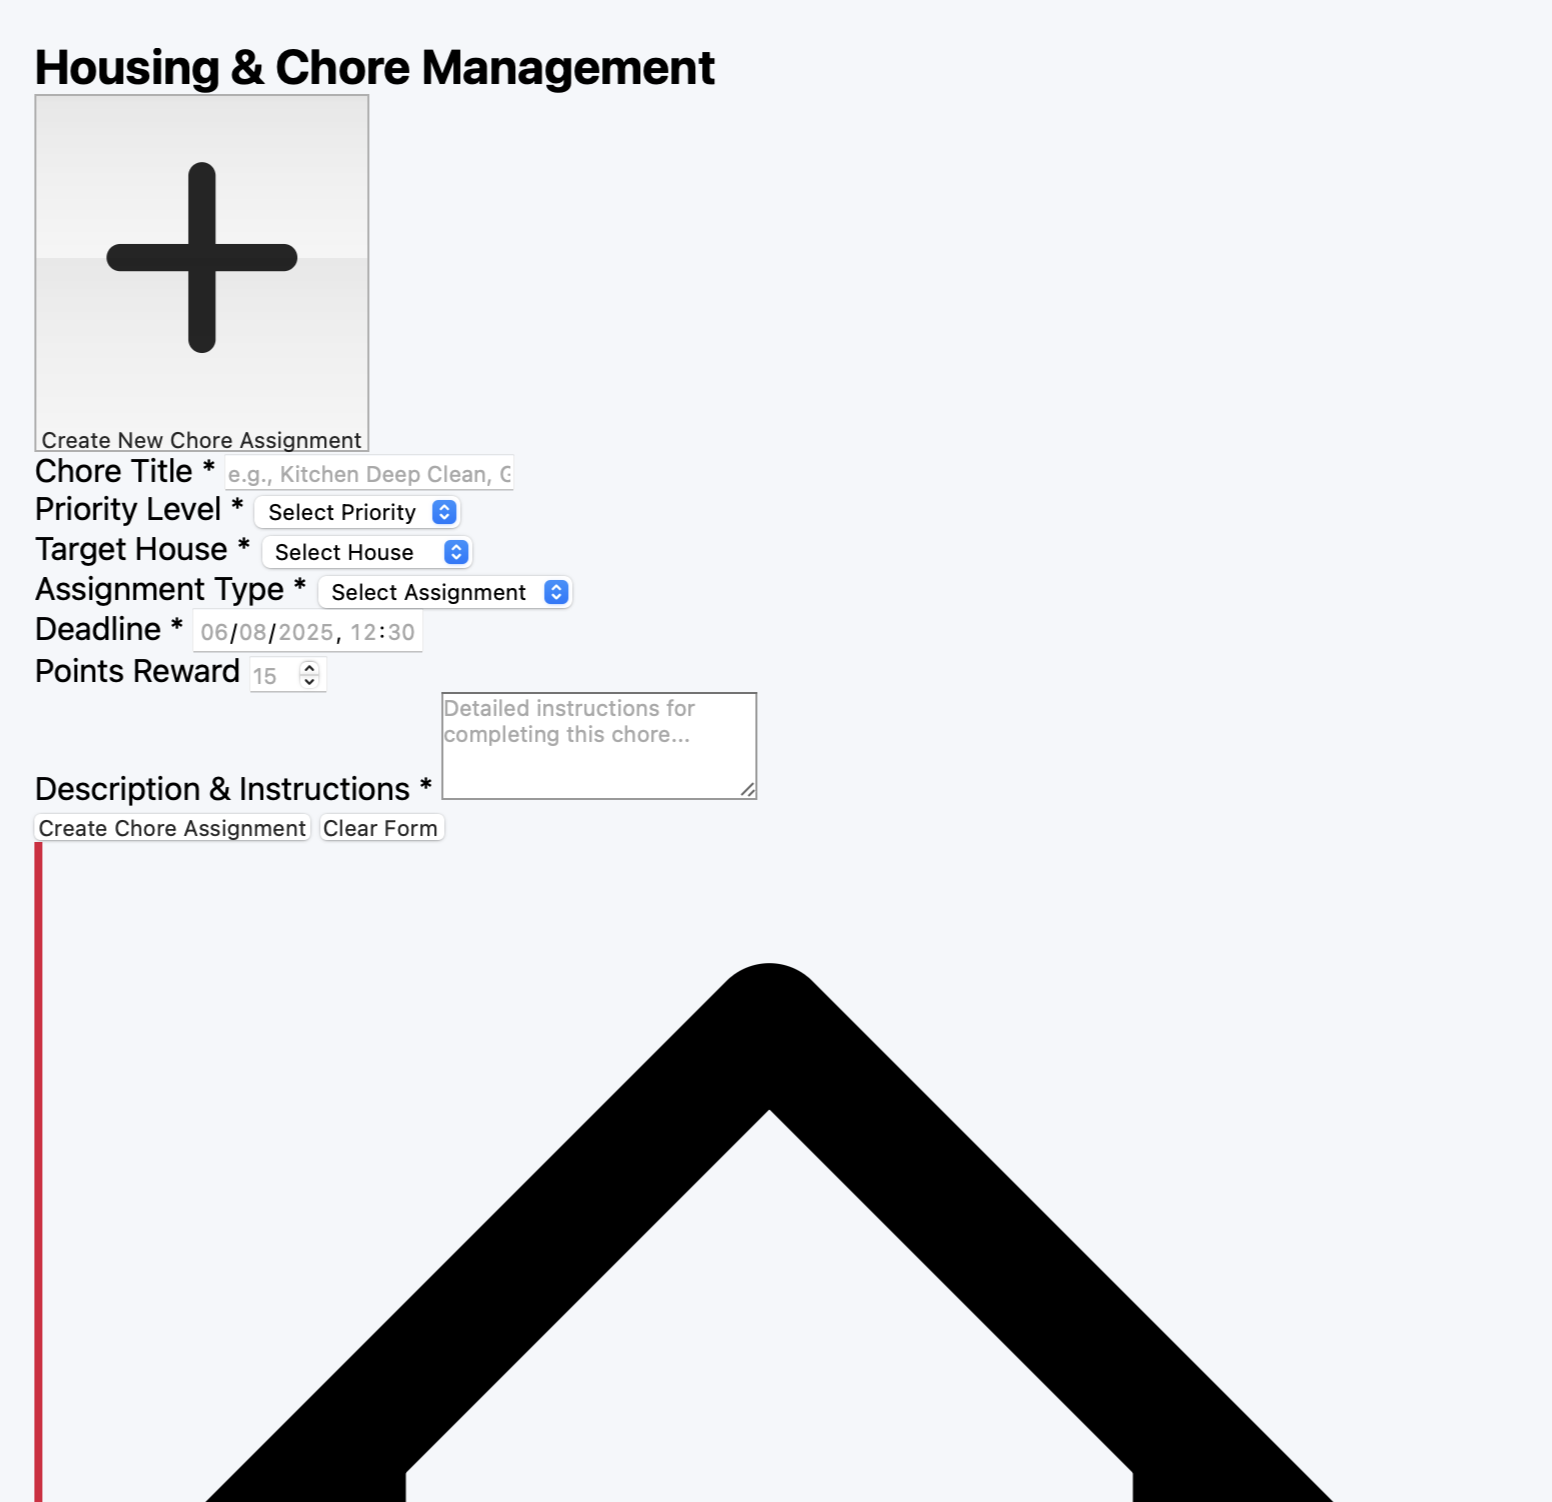 Housing & Chore Management
Create New Chore Assignment
Chore Title * e.g., Kitchen Deep Clean, G
Priority Level * Select Priority
Target House * Select House
Assignment Type * Select Assignment
Deadline * 06/08/2025, 12:30
Points Reward 15
Detailed instructions for
completing this chore...
Description & Instructions *
Create Chore Assignment Clear Form